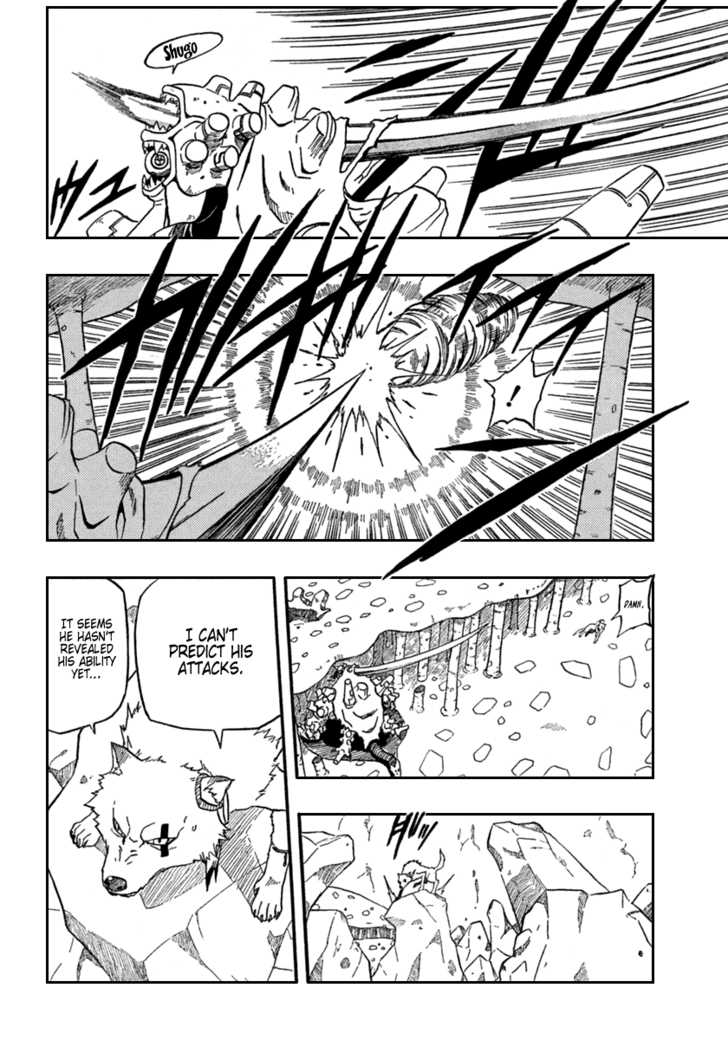 Shugo
!
DAMN.
I CAN'T
PREDICT HIS
ATTACKS.
IT SEEMS
HE HASN'T
REVEALED
HIS ABILITY
YET...